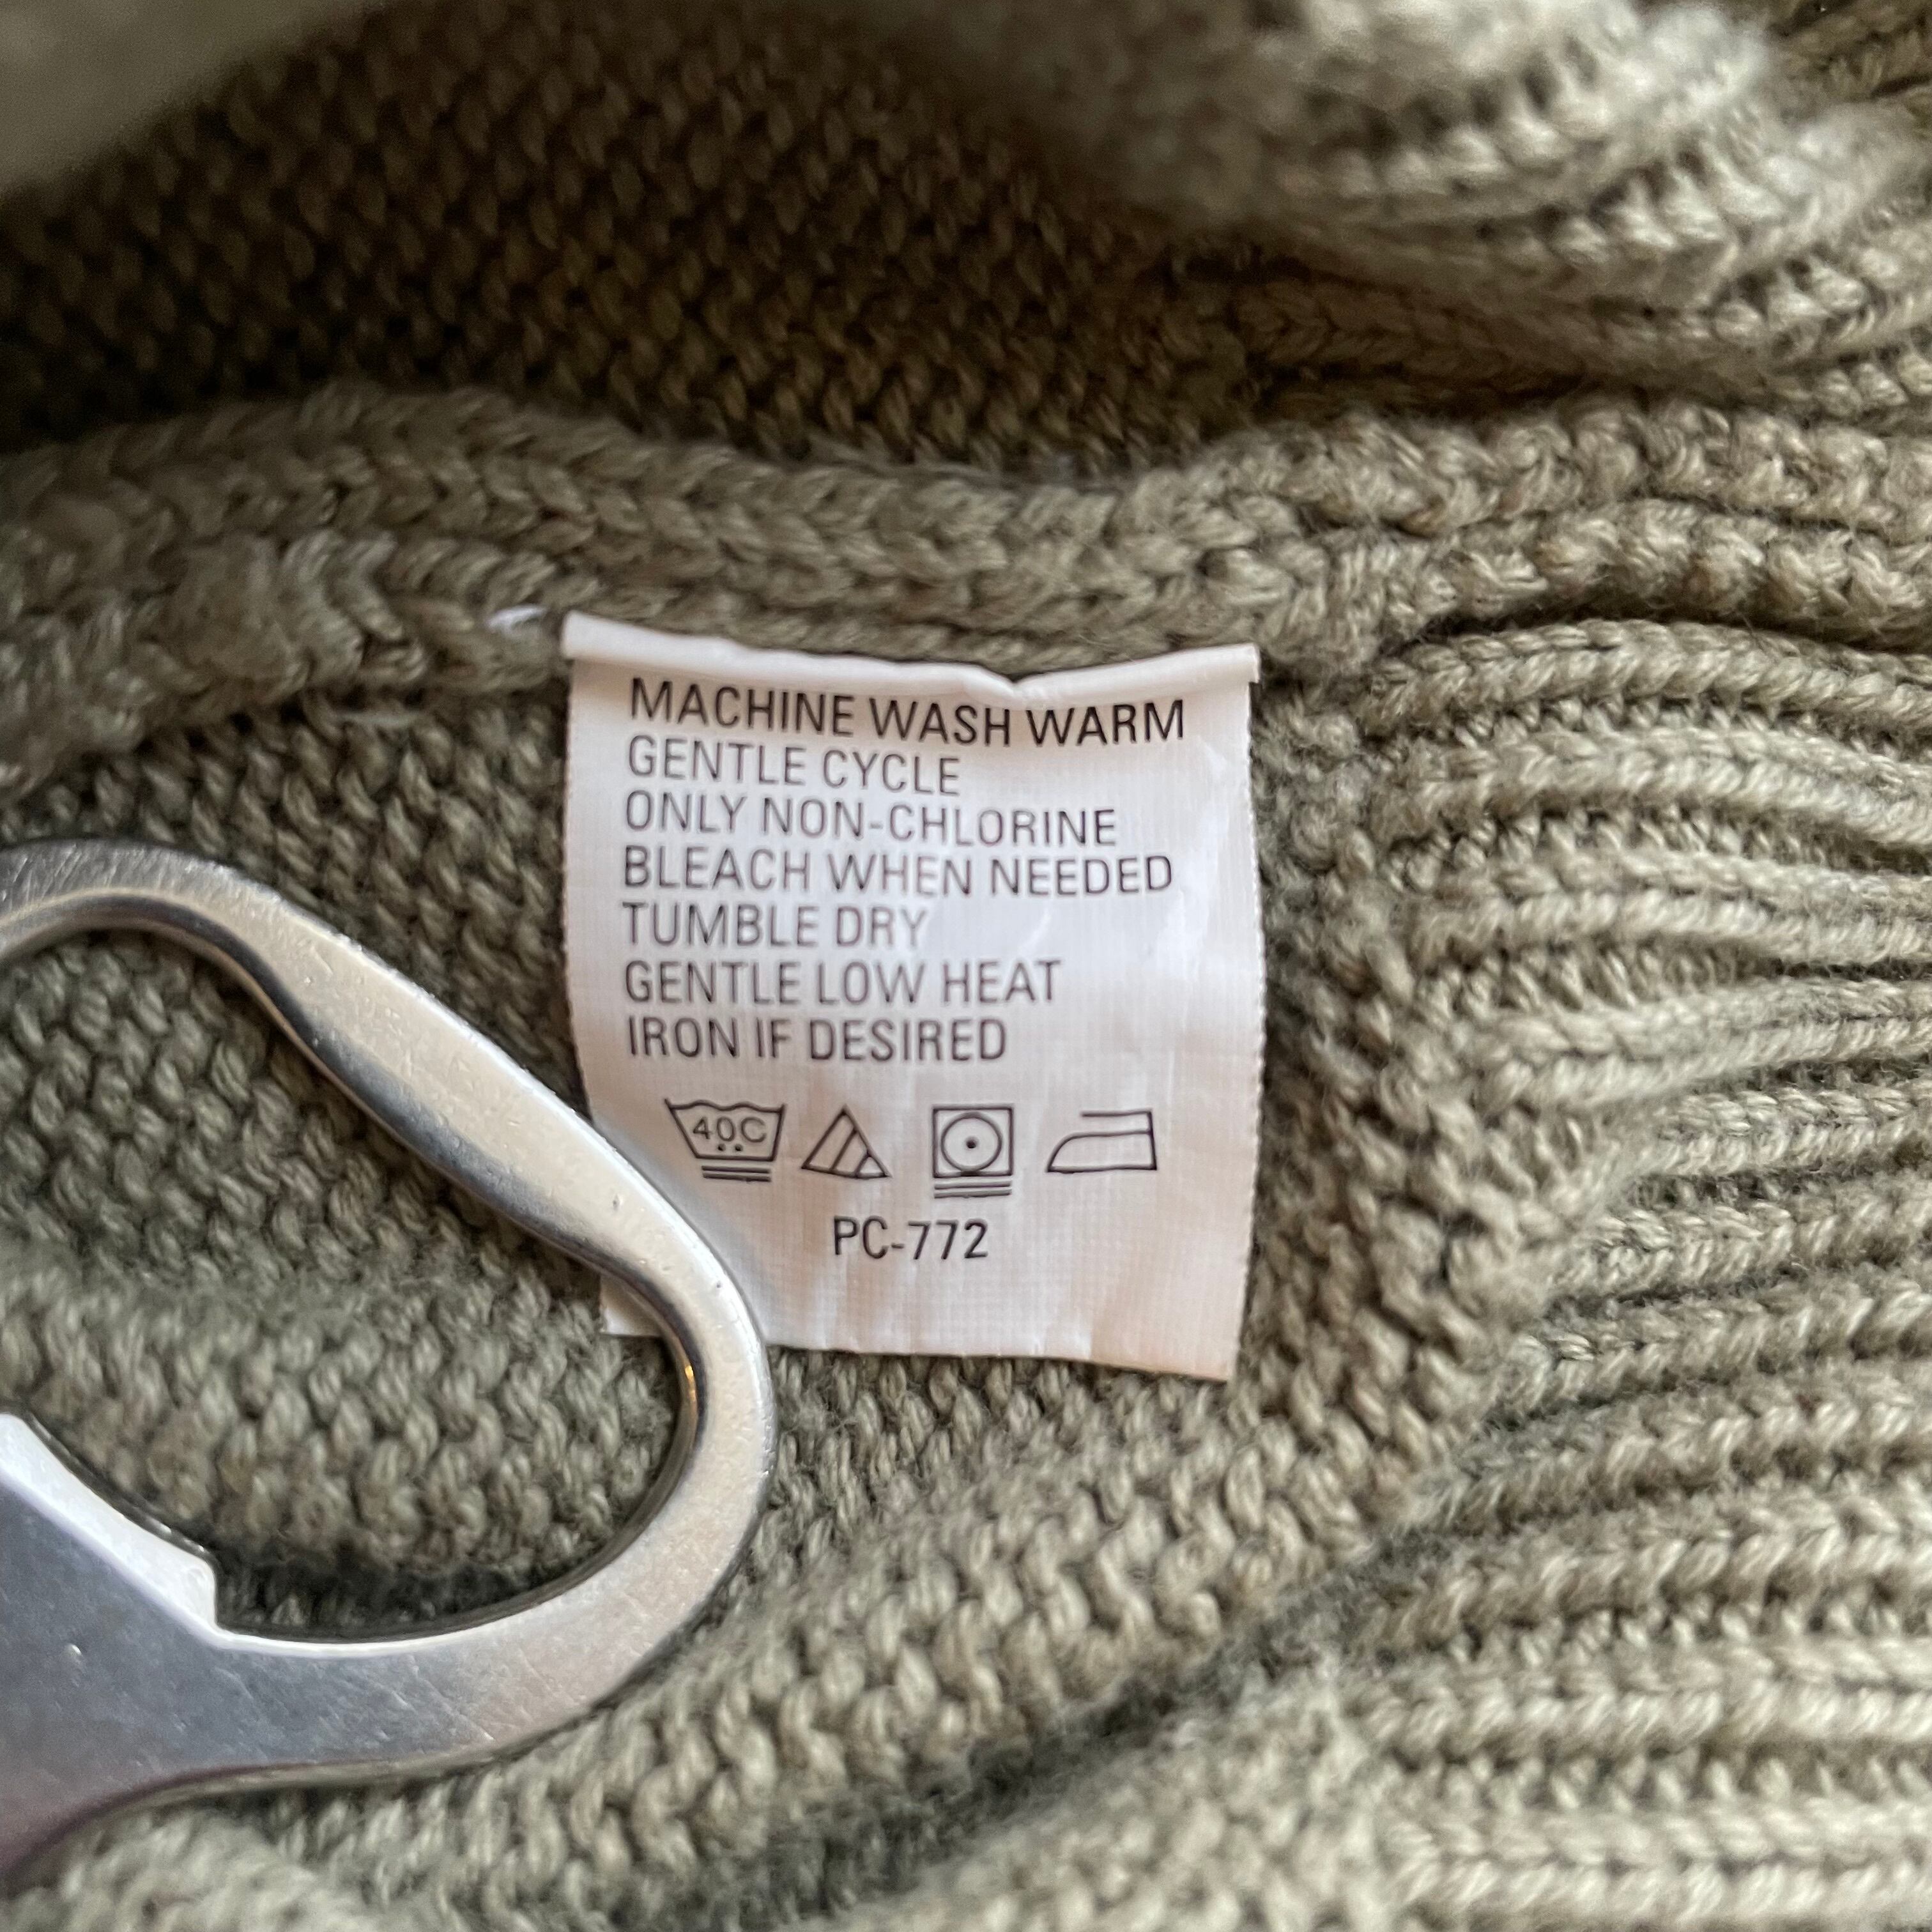 MACHINE WASH WARM
GENTLE CYCLE
ONLY NON-CHLORINE
BLEACH WHEN NEEDED
TUMBLE DRY
GENTLE LOW HEAT
IRON IF DESIRED
40C
PC-772